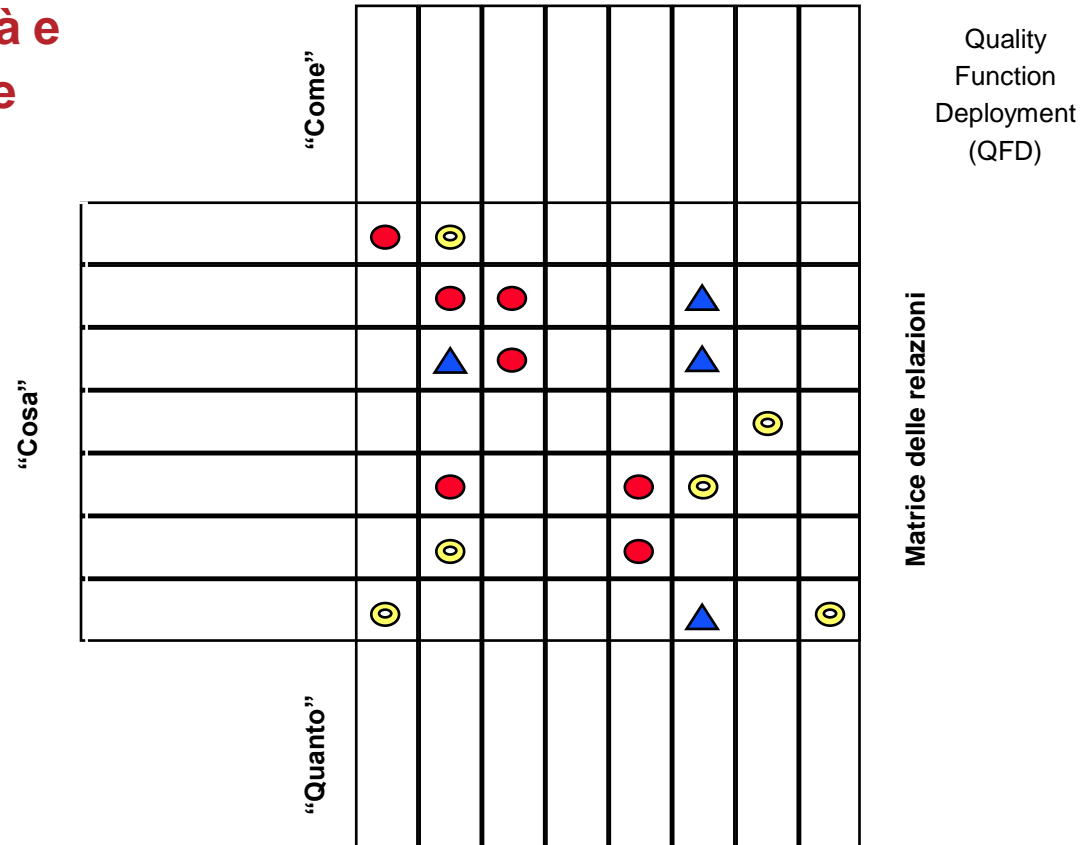 à e
e
“Come”
Quality
Function
Deployment
(QFD)
“Cosa”
Matrice delle relazioni
“Quanto”